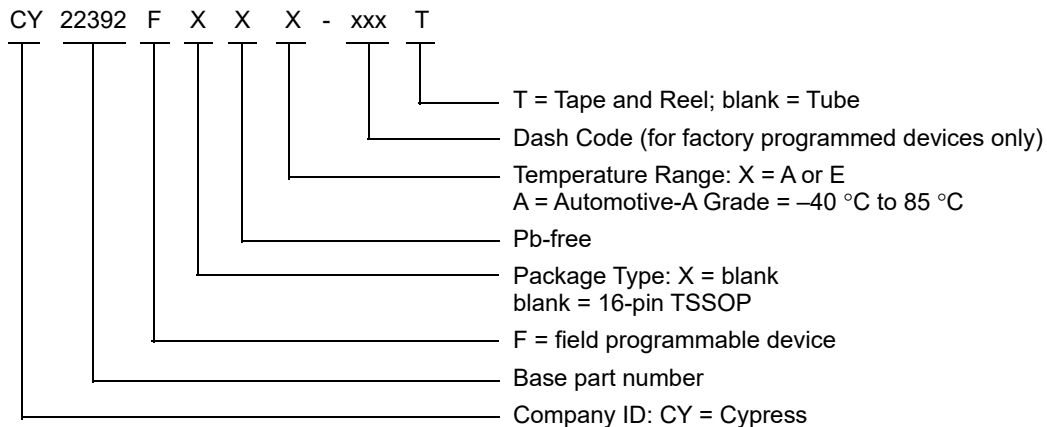 CY 22392 F X X X - xxx T
T = Tape and Reel; blank = Tube
Dash Code (for factory programmed devices only)
Temperature Range: X = A or E
A = Automotive-A Grade = –40 °C to 85 °C
Pb-free
Package Type: X = blank
blank = 16-pin TSSOP
F = field programmable device
Base part number
Company ID: CY = Cypress